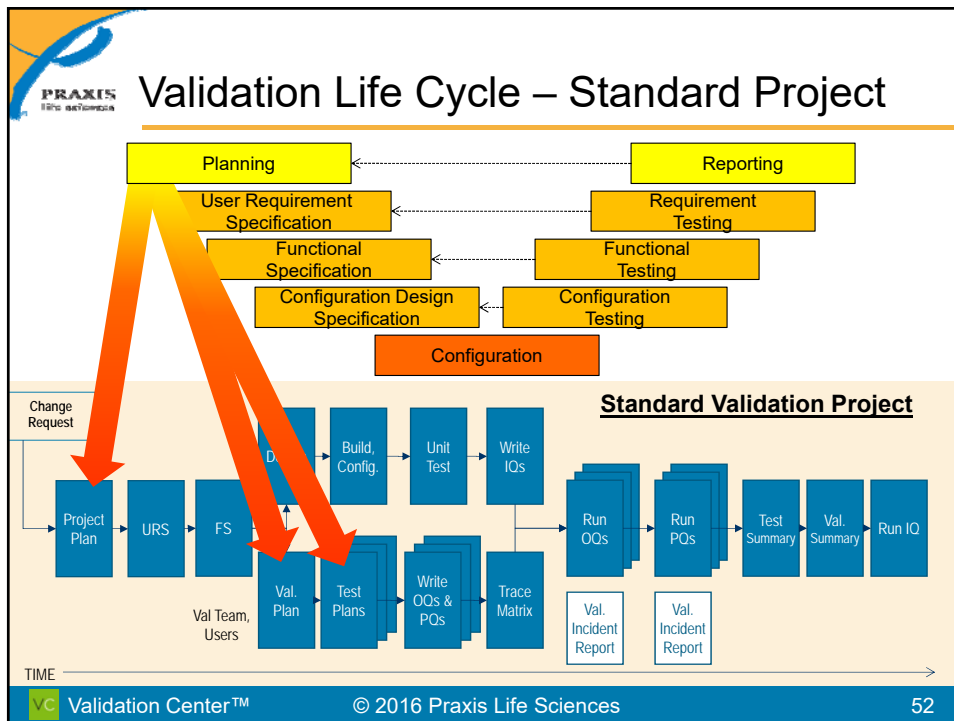 PRAXIS
life sciences
Validation Life Cycle – Standard Project
Planning
Reporting
User Requirement
Specification
Requirement
Testing
Functional
Specification
Functional
Testing
Configuration Design
Specification
Configuration
Testing
Configuration
Change
Request
Standard Validation Project
Build,
Config.
Unit
Test
Write
IQs
Project
Plan
URS
FS
Run
OQs
Run
PQs
Test
Summary
Val.
Summary
Run IQ
Val.
Plan
Test
Plans
Write
OQs &
PQs
Trace
Matrix
Val Team,
Users
Val.
Incident
Report
Val.
Incident
Report
TIME
VC Validation Center™ © 2016 Praxis Life Sciences 52